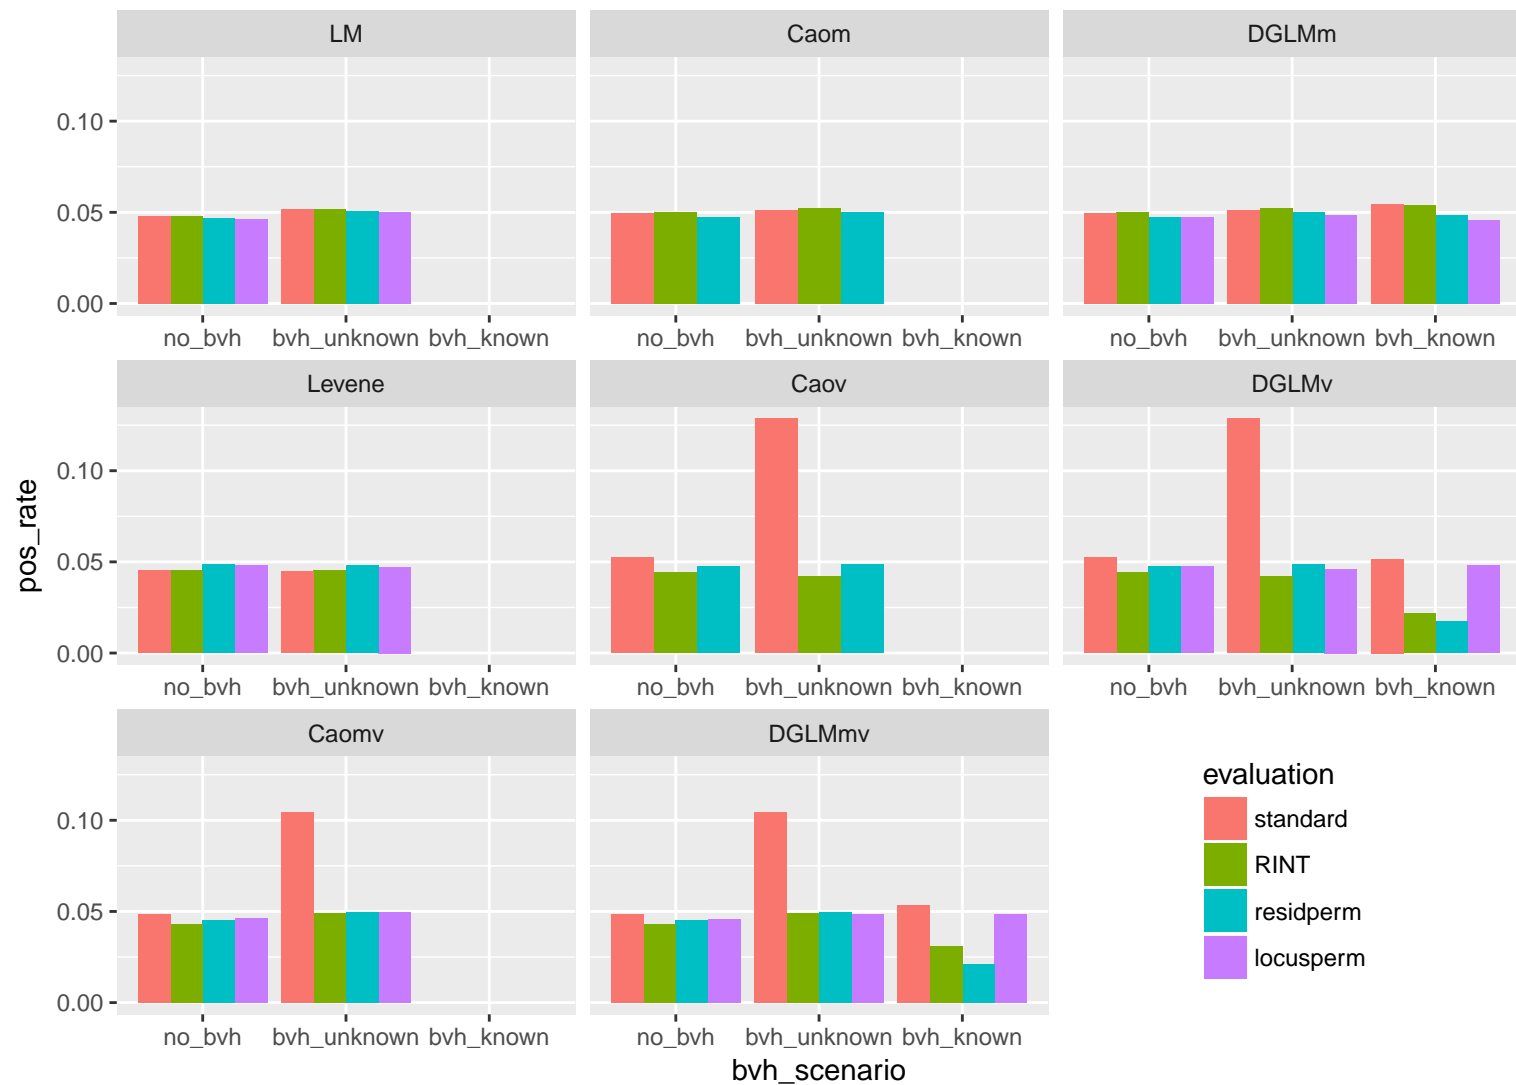 LM
Caom
DGLMm
0.10
0.05
0.00
no_bvh bvh_unknown bvh_known
no_bvh bvh_unknown bvh_known
no_bvh bvh_unknown bvh_known
Levene
Caov
DGLMv
pos_rate
0.10
0.05
0.00
no_bvh bvh_unknown bvh_known
no_bvh bvh_unknown bvh_known
no_bvh bvh_unknown bvh_known
Caomv
DGLMmv
0.10
0.05
0.00
no_bvh bvh_unknown bvh_known
no_bvh bvh_unknown bvh_known
bvh_scenario
evaluation
standard
RINT
residperm
locusperm